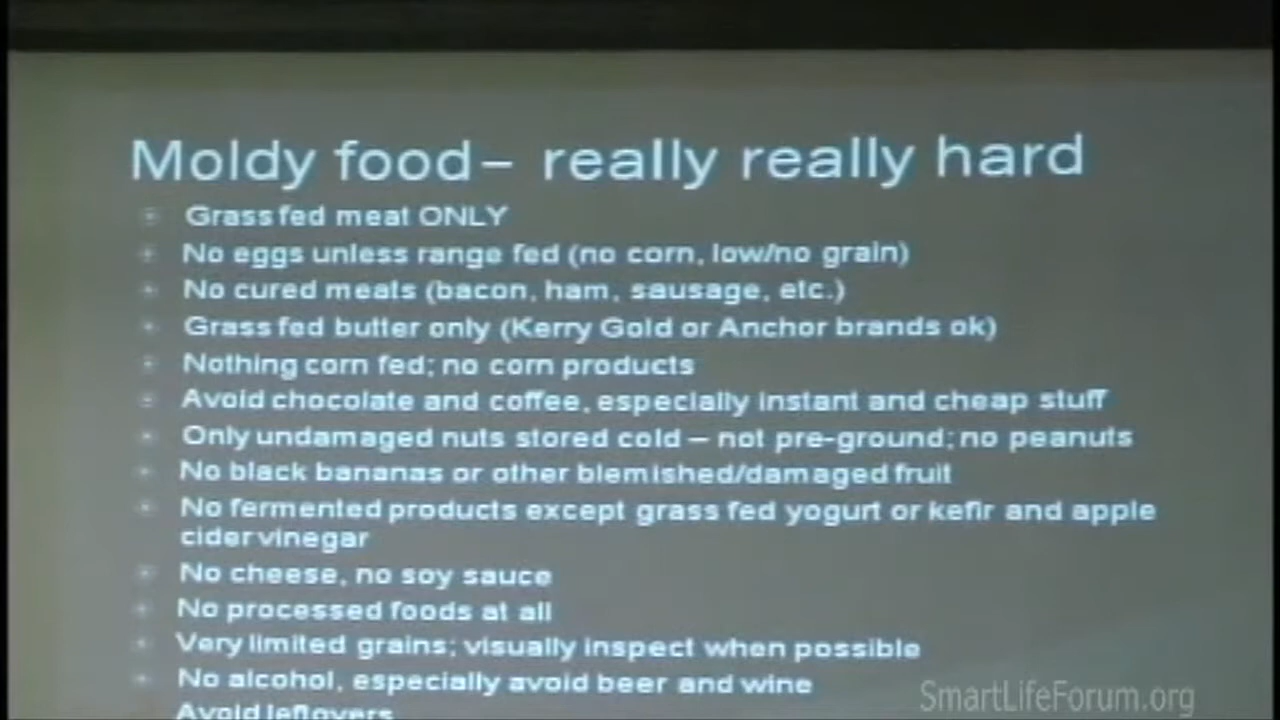 Moldy food – really really hard
Grass fed meat ONLY
No eggs unless range fed (no corn, low/no grain)
No cured meats (bacon, ham, sausage, etc.)
Grass fed butter only (Kerry Gold or Anchor brands ok)
Nothing corn fed; no corn products
Avoid chocolate and coffee, especially instant and cheap stuff
Only undamaged nuts stored cold – not pre-ground; no peanuts
No black bananas or other blemished/damaged fruit
No fermented products except grass fed yogurt or kefir and apple
cider vinegar
No cheese, no soy sauce
No processed foods at all
Very limited grains; visually inspect when possible
No alcohol, especially avoid beer and wine
Avoid leftovers
SmartLifeForum.org